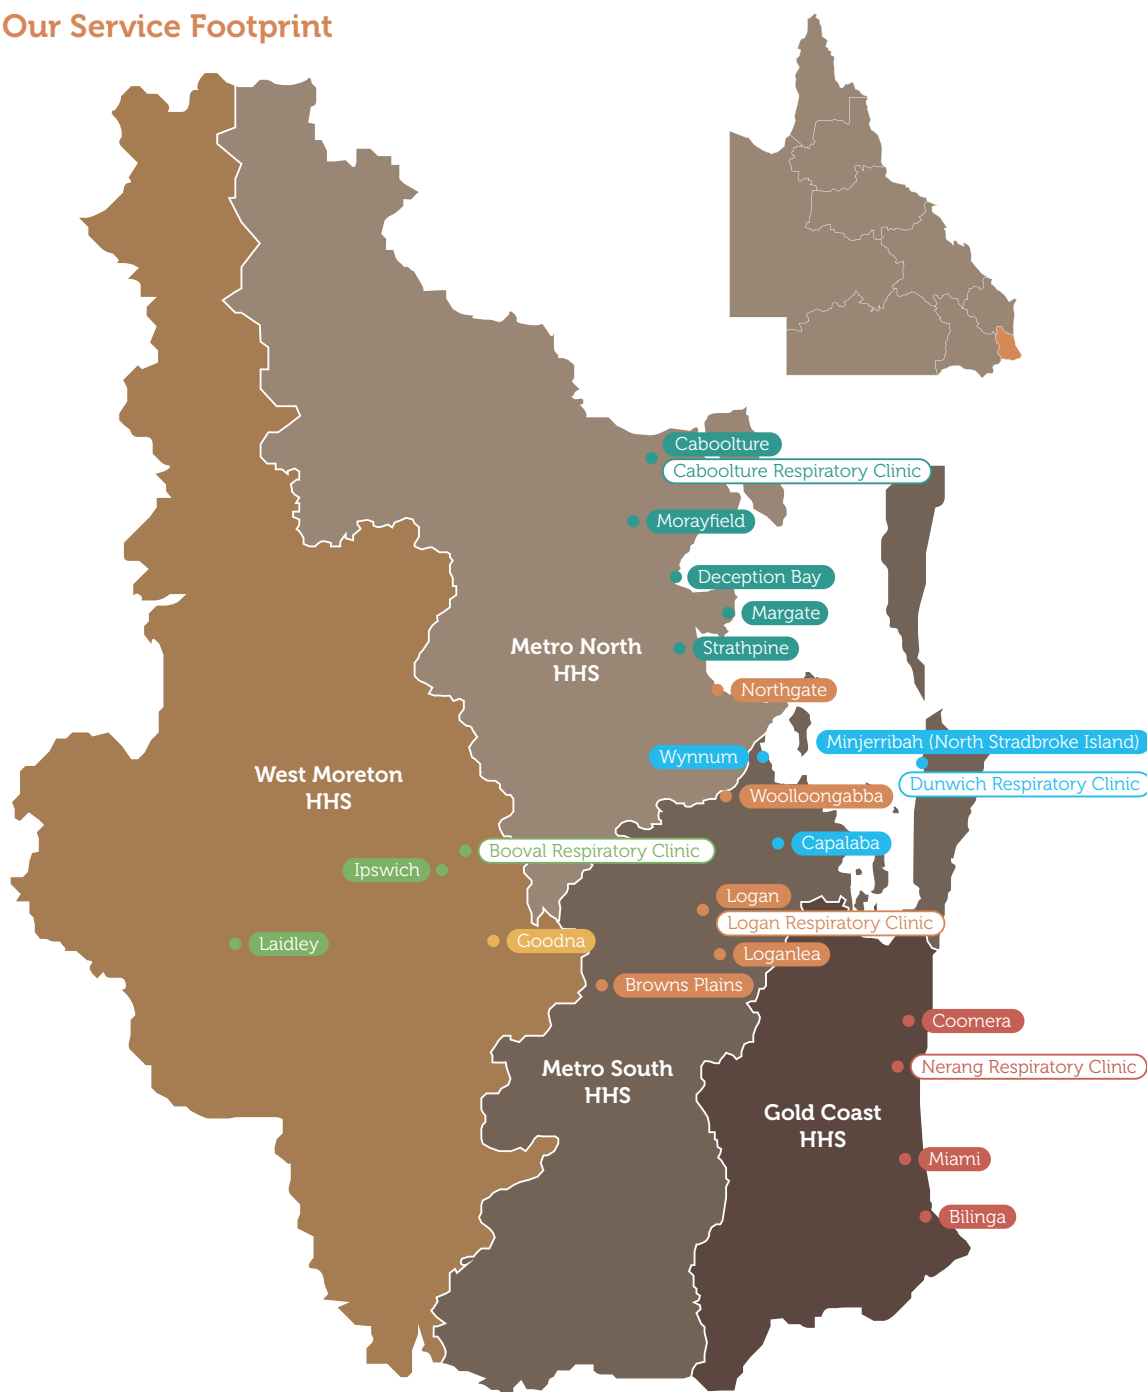 Our Service Footprint
Caboolture
Caboolture Respiratory Clinic
Morayfield
Deception Bay
Margate
Metro North
HHS
Strathpine
Northgate
Minjerribah (North Stradbroke Island)
Wynnum
Dunwich Respiratory Clinic
West Moreton
HHS
Woolloongabba
Capalaba
Booval Respiratory Clinic
Ipswich
Logan
Logan Respiratory Clinic
Laidley
Goodna
Loganlea
Browns Plains
Coomera
Metro South
HHS
Nerang Respiratory Clinic
Gold Coast
HHS
Miami
Bilinga